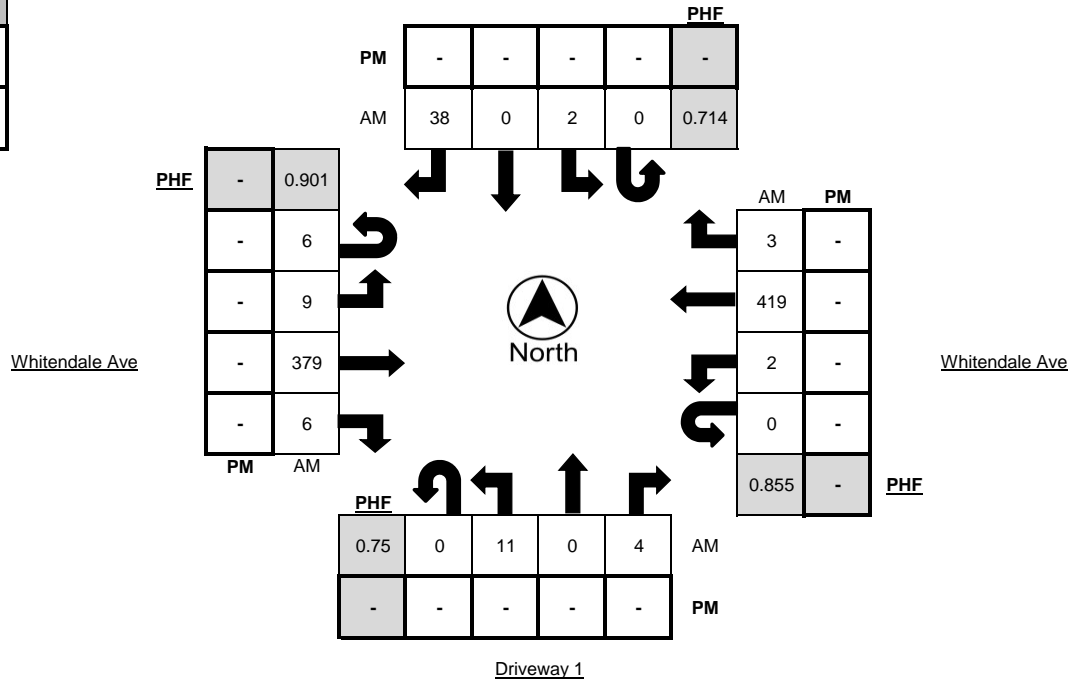 PHF
PM - - - - -
AM 38 0 2 0 0.714
PHF - 0.901
- 6
- 9
- 379
- 6
PM AM
Whitendale Ave
North
AM PM
3 -
419 -
2 -
0 -
0.855 - PHF
Whitendale Ave
PHF
0.75 0 11 0 4 AM
- - - - - PM
Driveway 1